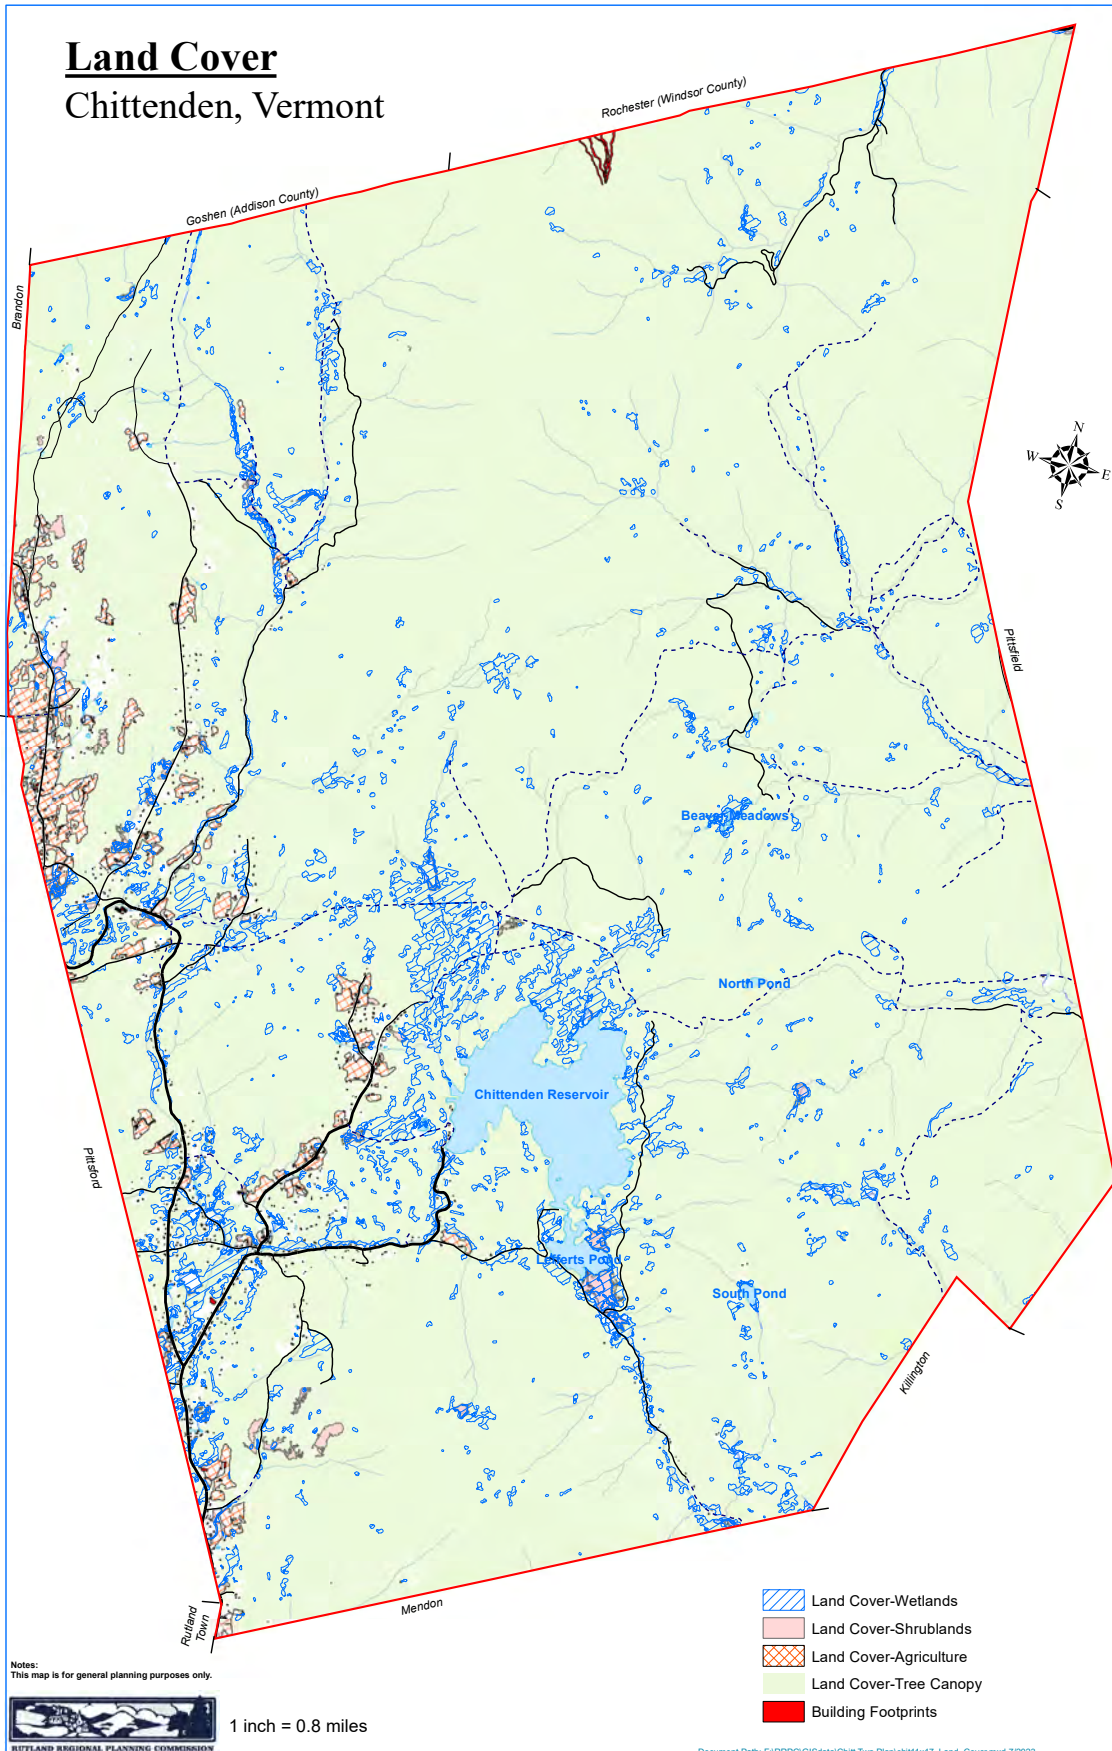 Land Cover
Chittenden, Vermont
Rochester (Windsor County)
Goshen (Addison County)
Brandon
N
W
E
S
Pittsfield
Beaver Meadows
North Pond
Chittenden Reservoir
Pittsford
Lefferts Pond
South Pond
Killington
Mendon
Rutland
Town
Land Cover-Wetlands
Land Cover-Shrublands
Land Cover-Agriculture
Land Cover-Tree Canopy
Building Footprints
Notes:
This map is for general planning purposes only.
1 inch = 0.8 miles
RUTLAND REGIONAL PLANNING COMMISSION